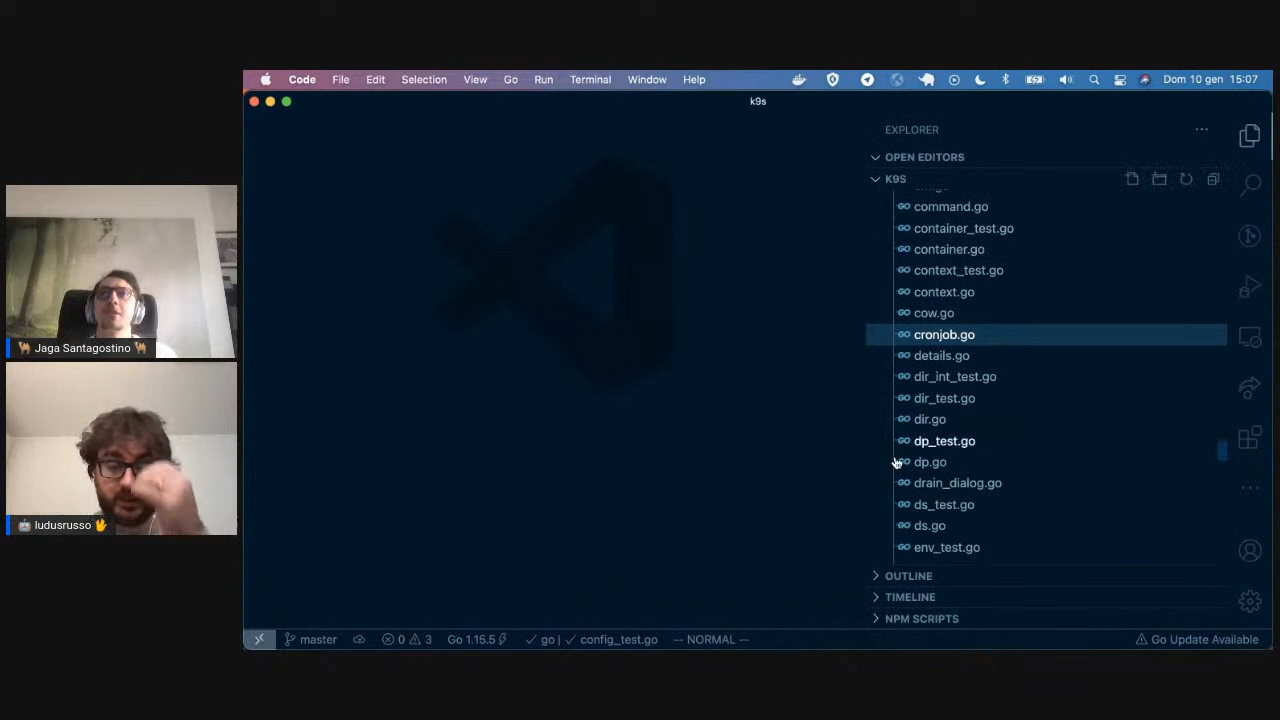 Code File Edit Selection View Go Run Terminal Window Help Dom 10 gen 15:07
k9s
EXPLORER
OPEN EDITORS
K9S
command.go
container_test.go
container.go
context_test.go
context.go
cow.go
cronjob.go
details.go
dir_int_test.go
dir_test.go
dir.go
dp_test.go
dp.go
drain_dialog.go
ds_test.go
ds.go
env_test.go
OUTLINE
TIMELINE
NPM SCRIPTS
master 0 3 Go 1.15.5 go | config_test.go -- NORMAL -- Go Update Available
🐫 Jaga Santagostino 🐫
🤖 ludusrusso 🖖